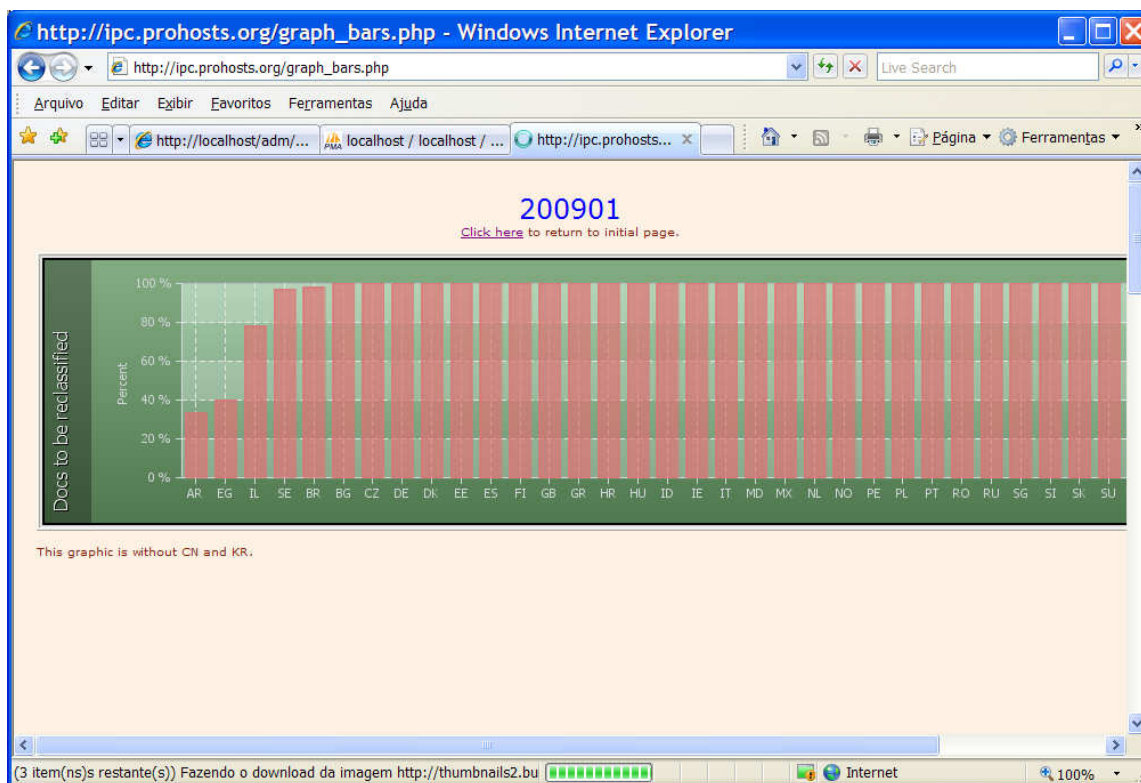 http://ipc.prohosts.org/graph_bars.php - Windows Internet Explorer
http://ipc.prohosts.org/graph_bars.php
Live Search
Arquivo Editar Exibir Favoritos Ferramentas Ajuda
http://localhost/adm/... PMA localhost / localhost / ... http://ipc.prohosts... Página Ferramentas »
200901
Click here to return to initial page.
Docs to be reclassified
Percent
100 %
80 %
60 %
40 %
20 %
0 %
AR EG IL SE BR BG CZ DE DK EE ES FI GB GR HR HU ID IE IT MD MX NL NO PE PL PT RO RU SG SI SK SU
This graphic is without CN and KR.
(3 item(ns)s restante(s)) Fazendo o download da imagem http://thumbnails2.bu Internet 100%